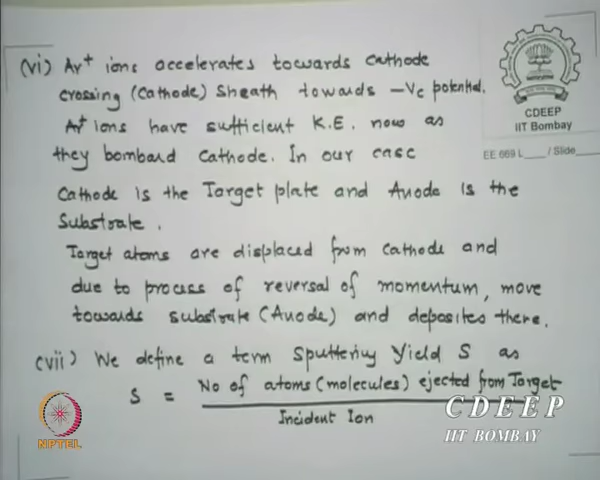 (vi) Ar+ ions accelerates towards cathode
crossing (Cathode) Sheath towards -Vc potential.
Ar+ ions have sufficient K.E. now as
they bombard Cathode. In our case
Cathode is the Target plate and Anode is the
Substrate.
Target atoms are displaced from Cathode and
due to process of reversal of momentum, move
towards substrate (Anode) and deposites there.
(vii) We define a term Sputtering Yield S as
S = No of atoms (molecules) ejected from Target
Incident Ion
CDEEP
IIT Bombay
EE 669 L____/ Slide____
NPTEL
CDEEP
IIT BOMBAY